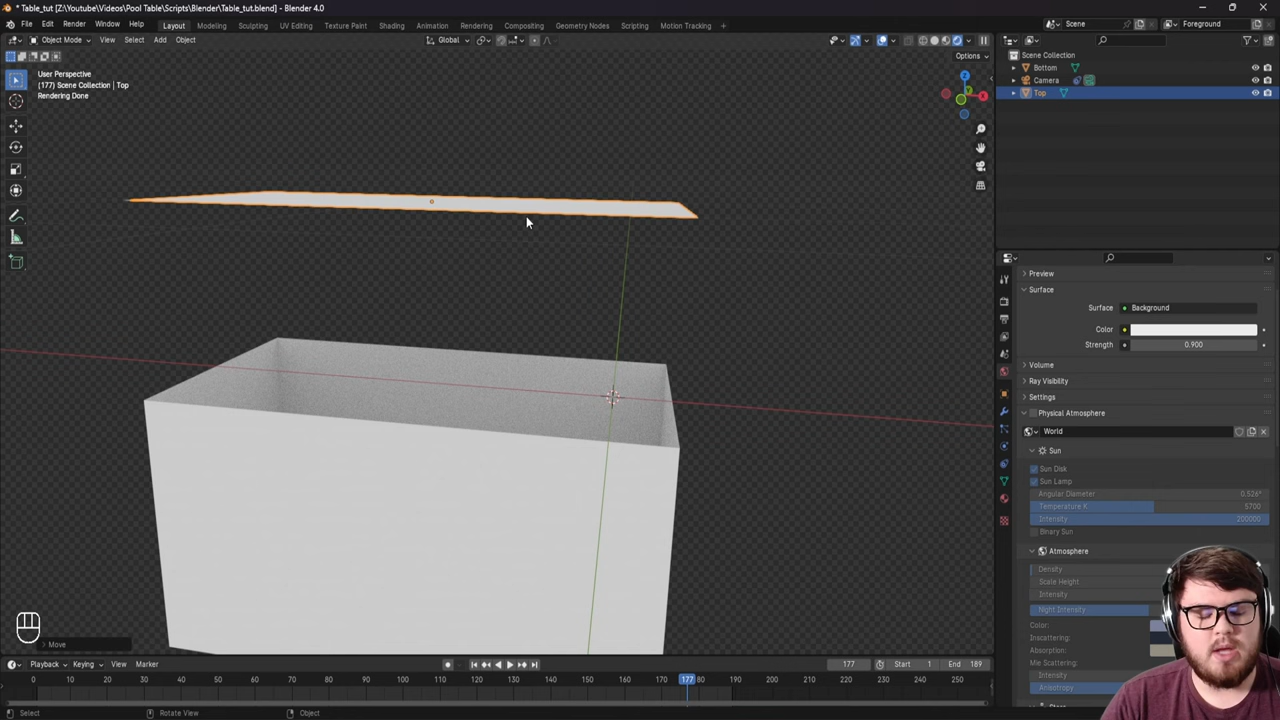 * Table_tut [Z:\Youtube\Videos\Pool Table\Scripts\Blender\Table_tut.blend] - Blender 4.0
File Edit Render Window Help Layout Modeling Sculpting UV Editing Texture Paint Shading Animation Rendering Compositing Geometry Nodes Scripting Motion Tracking + Scene Foreground
Object Mode View Select Add Object Global
Options
User Perspective
(177) Scene Collection | Top
Rendering Done
Z
X
Y
Scene Collection
Bottom
Camera
Top
Preview
Surface
Surface Background
Color
Strength 0.900
Volume
Ray Visibility
Settings
Physical Atmosphere
World
Sun
Sun Disk
Sun Lamp
Angular Diameter 0.526°
Temperature K 5700
Intensity 200000
Binary Sun
Atmosphere
Density
Scale Height
Intensity
Night Intensity
Color:
Inscattering:
Absorption:
Mie Scattering:
Intensity
Anisotropy
Move
Playback Keying View Marker 177 Start 1 End 189
0 10 20 30 40 50 60 70 80 90 100 110 120 130 140 150 160 170 177 180 190 200 210 220 230 240 250
Select Rotate View Object